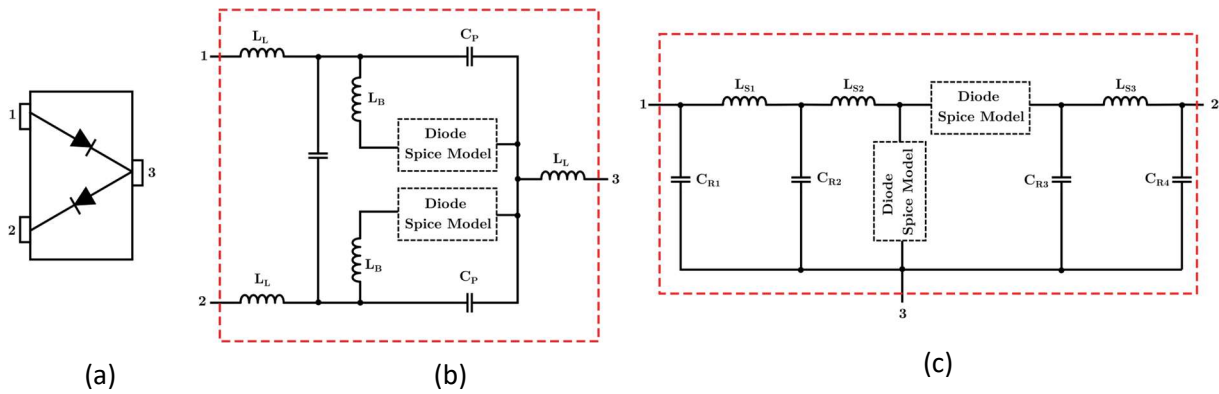 1
2
3
(a)
L_L
C_P
1
L_B
Diode
Spice Model
L_L
3
Diode
Spice Model
L_B
L_L
C_P
2
(b)
L_S1
L_S2
Diode
Spice Model
L_S3
1
2
C_R1
C_R2
Diode
Spice Model
C_R3
C_R4
3
(c)